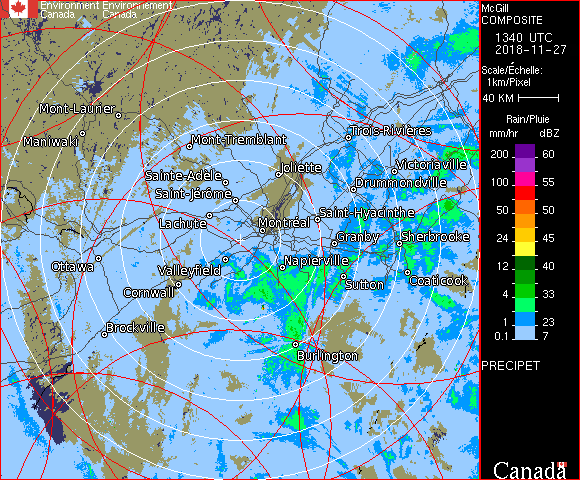 Environment Environnement
Canada Canada
McGill
COMPOSITE
1340 UTC
2018-11-27
Scale/Échelle:
1km/Pixel
40 KM
Rain/Pluie
mm/hr dBZ
200 60
100 55
50 50
24 45
12 40
4 33
1 23
0.1 7
PRECIPET
Canada
Mont-Laurier
Maniwaki
Mont-Tremblant
Trois-Rivières
Sainte-Adèle
Joliette
Victoriaville
Saint-Jérôme
Drummondville
Lachute
Montréal
Saint-Hyacinthe
Granby
Sherbrooke
Ottawa
Valleyfield
Napierville
Cornwall
Sutton
Coaticook
Brockville
Burlington